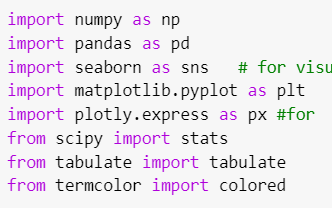 import numpy as np
import pandas as pd
import seaborn as sns   # for visu
import matplotlib.pyplot as plt
import plotly.express as px #for
from scipy import stats
from tabulate import tabulate
from termcolor import colored